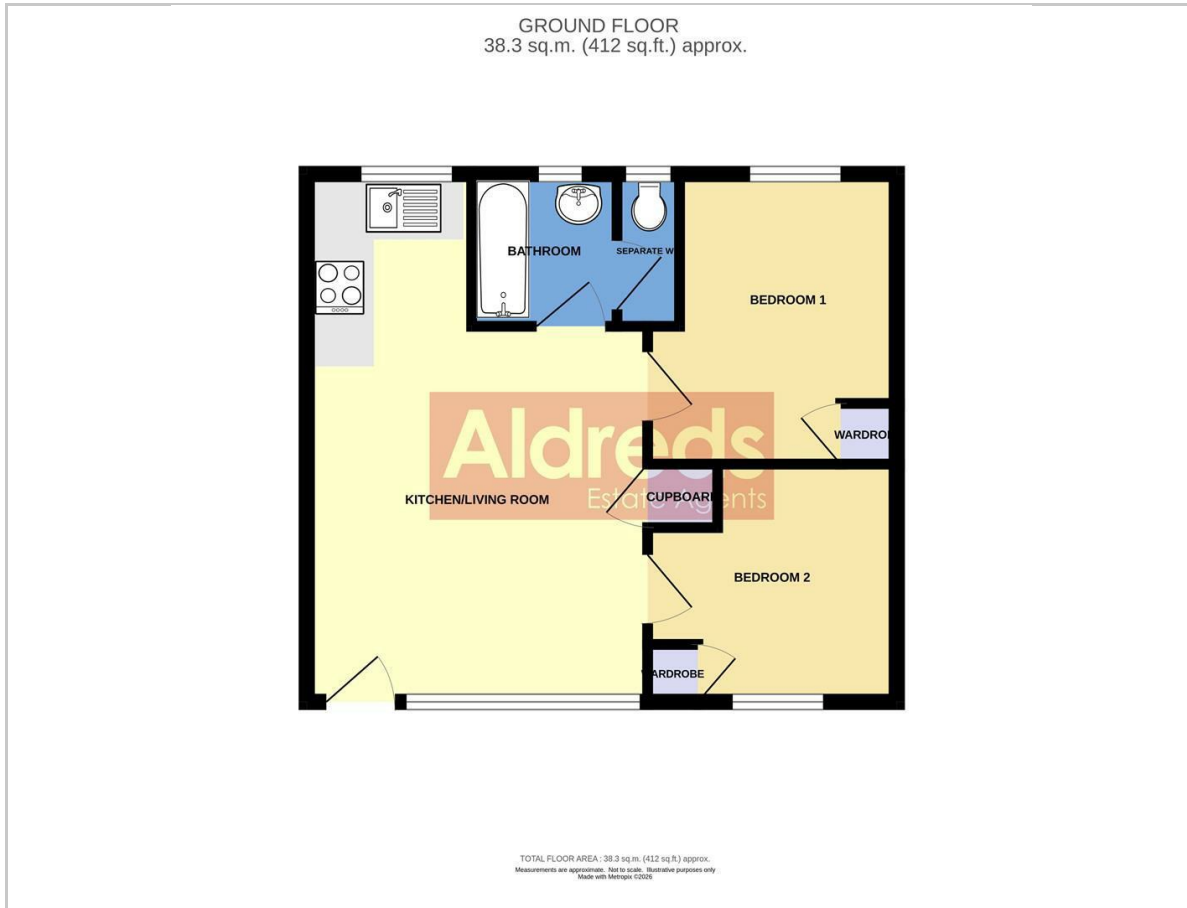 GROUND FLOOR
38.3 sq.m. (412 sq.ft.) approx.
BATHROOM
SEPARATE W
BEDROOM 1
WARDRO
Aldreds
Estate Agents
KITCHEN/LIVING ROOM
CUPBOARD
BEDROOM 2
WARDROBE
TOTAL FLOOR AREA : 38.3 sq.m. (412 sq.ft.) approx.
Measurements are approximate. Not to scale. Illustrative purposes only
Made with Metropix ©2026